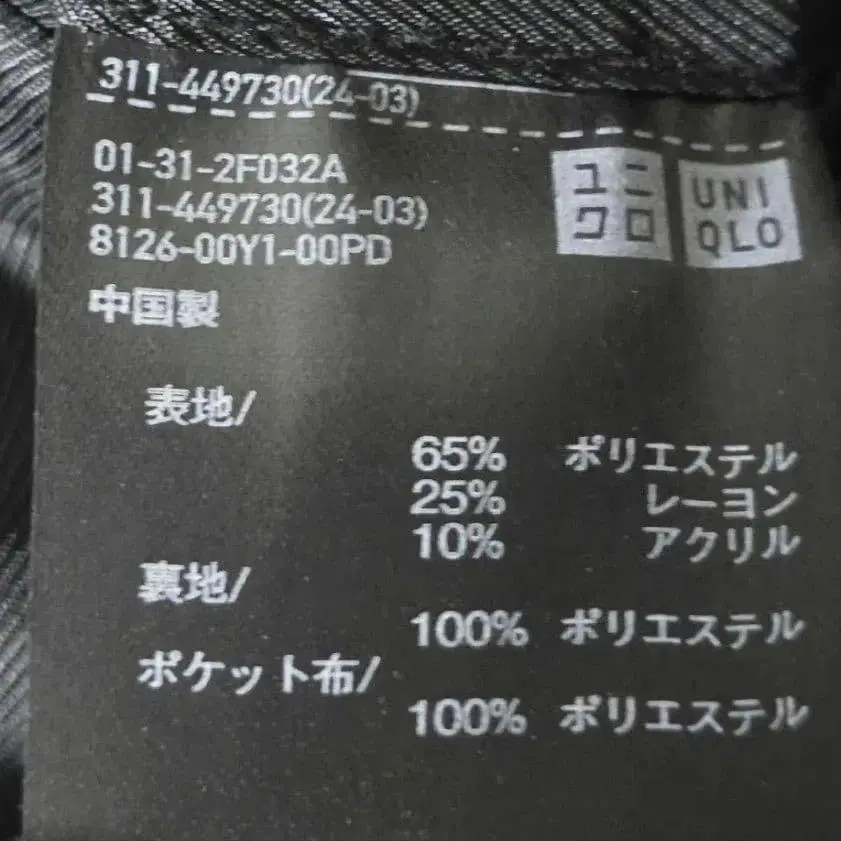 311-449730(24-03)
01-31-2F032A
311-449730(24-03)
8126-00Y1-00PD
ユニ
クロ
UNI
QLO
中国製
表地/
65% ポリエステル
25% レーヨン
10% アクリル
裏地/
100% ポリエステル
ポケット布/
100% ポリエステル